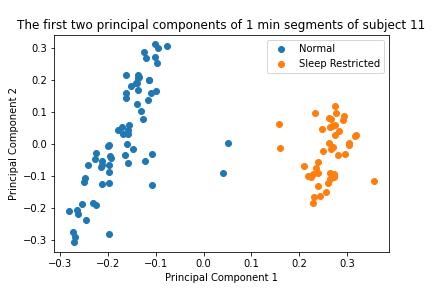 The first two principal components of 1 min segments of subject 11
Normal
Sleep Restricted
0.3
0.2
0.1
0.0
−0.1
−0.2
−0.3
Principal Component 2
−0.3 −0.2 −0.1 0.0 0.1 0.2 0.3
Principal Component 1